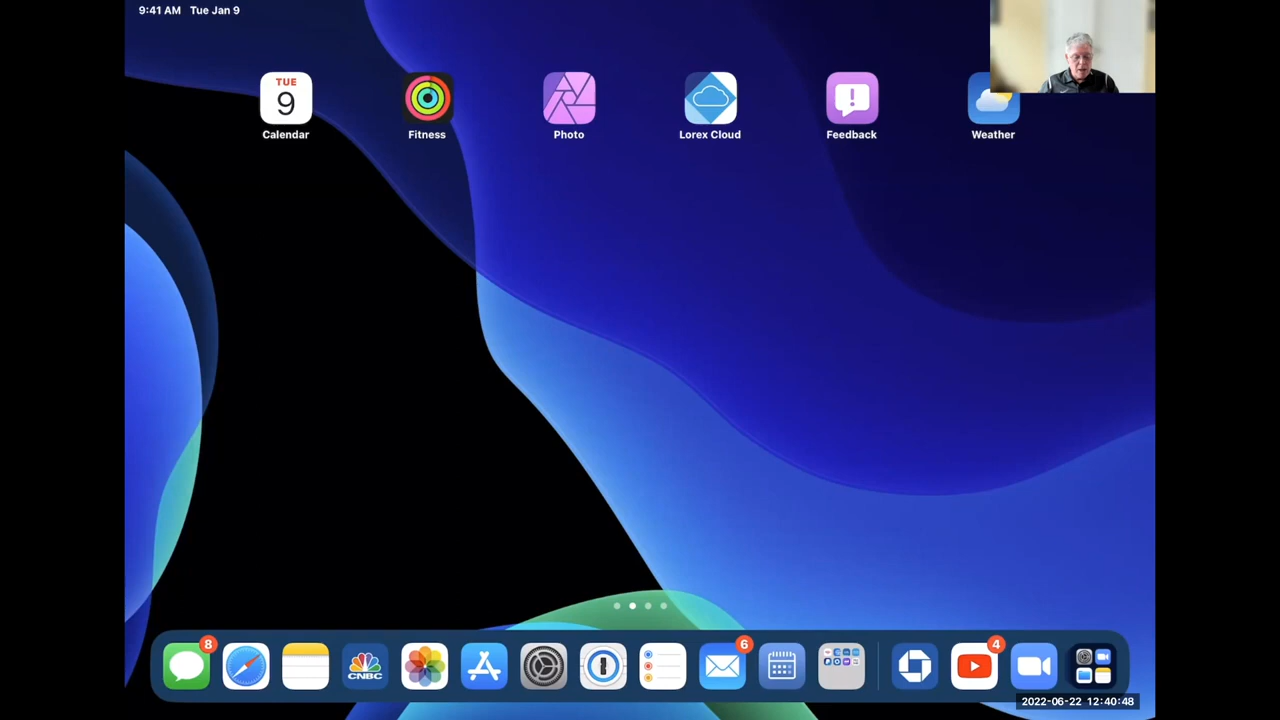 9:41 AM Tue Jan 9
TUE
9
Calendar
Fitness
Photo
Lorex Cloud
Feedback
Weather
8
CNBC
6
4
2022-06-22 12:40:48